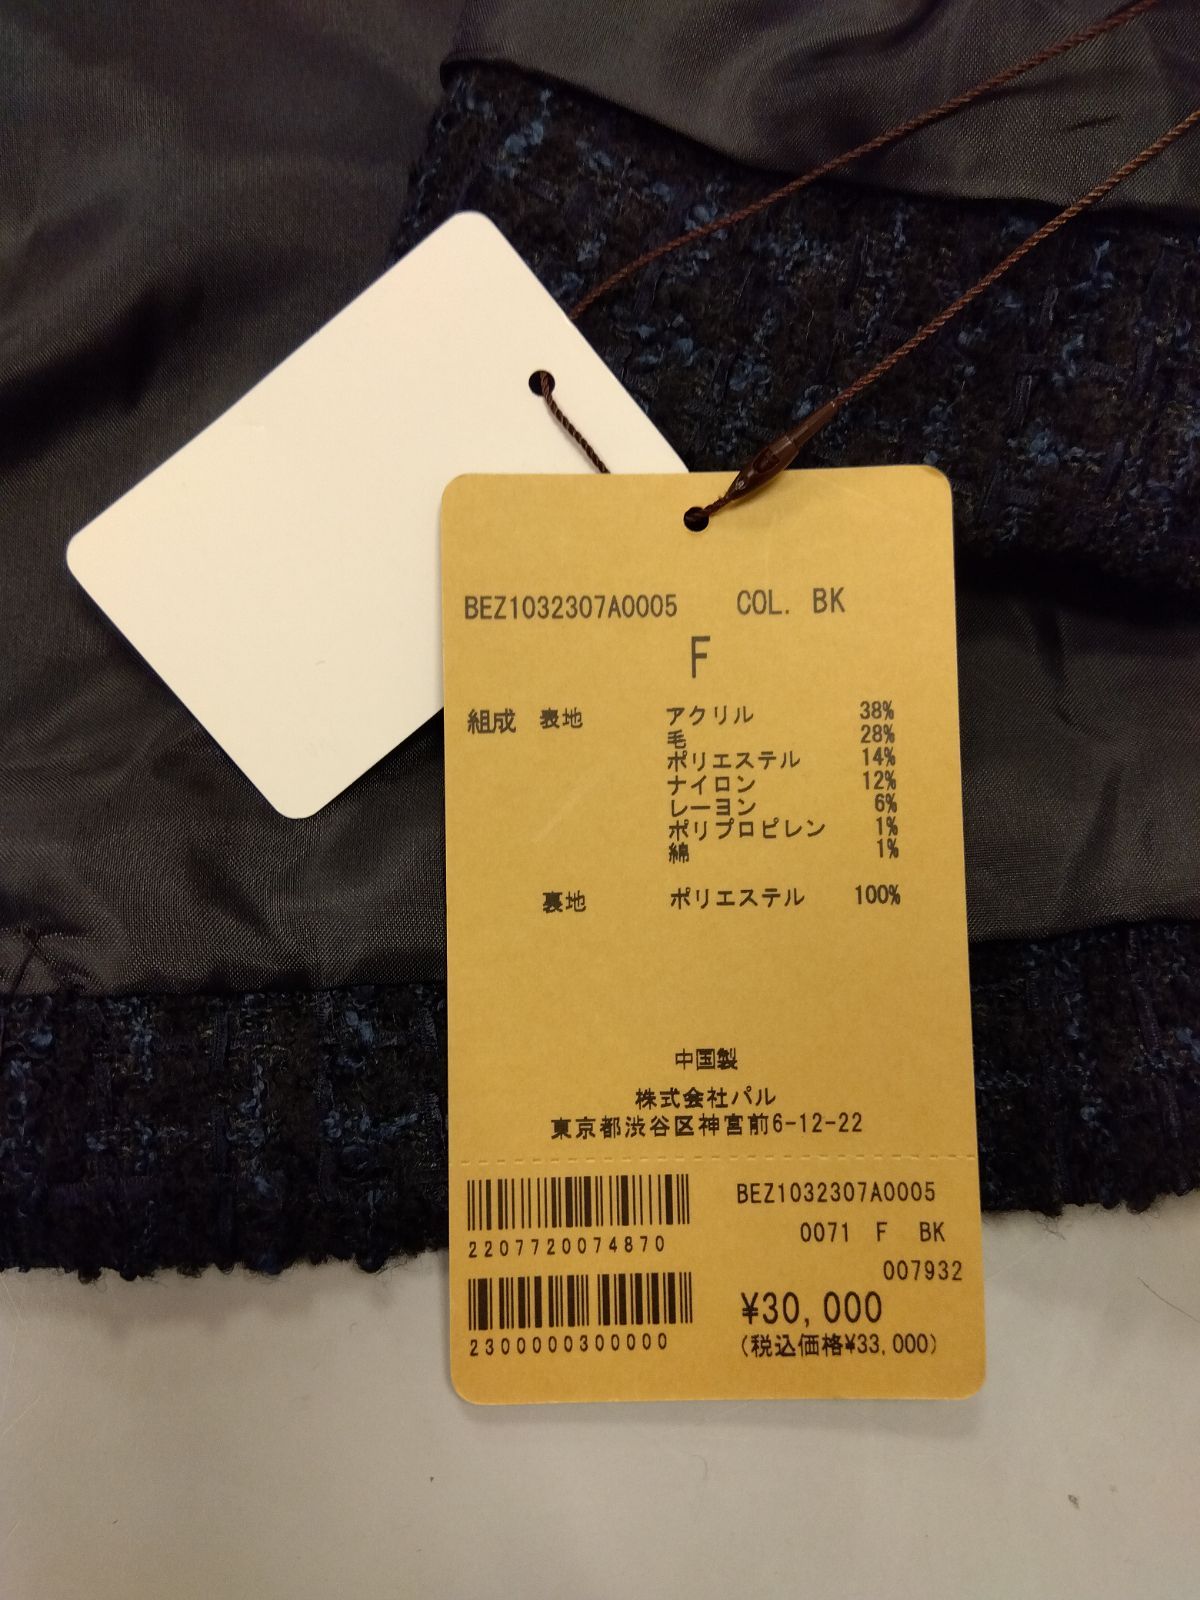 BEZ1032307A0005 COL. BK
F
組成 表地 アクリル 38%
毛 28%
ポリエステル 14%
ナイロン 12%
レーヨン 6%
ポリプロピレン 1%
綿 1%
裏地 ポリエステル 100%
中国製
株式会社パル
東京都渋谷区神宮前6-12-22
2207720074870
2300000300000
BEZ1032307A0005
0071 F BK
007932
¥30,000
(税込価格¥33,000)